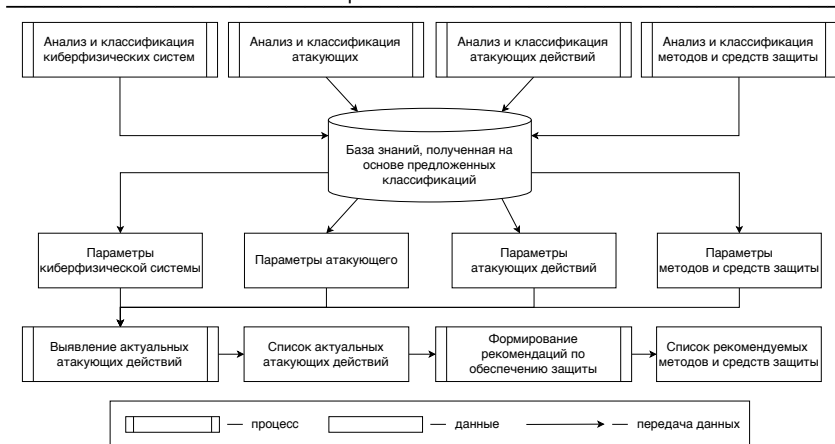 Анализ и классификация
киберфизических систем
Анализ и классификация
атакующих
Анализ и классификация
атакующих действий
Анализ и классификация
методов и средств защиты
База знаний, полученная на
основе предложенных
классификаций
Параметры
киберфизической системы
Параметры атакующего
Параметры
атакующих действий
Параметры
методов и средств защиты
Выявление актуальных
атакующих действий
Список актуальных
атакующих действий
Формирование
рекомендаций по
обеспечению защиты
Список рекомендуемых
методов и средств защиты
— процесс
— данные
— передача данных